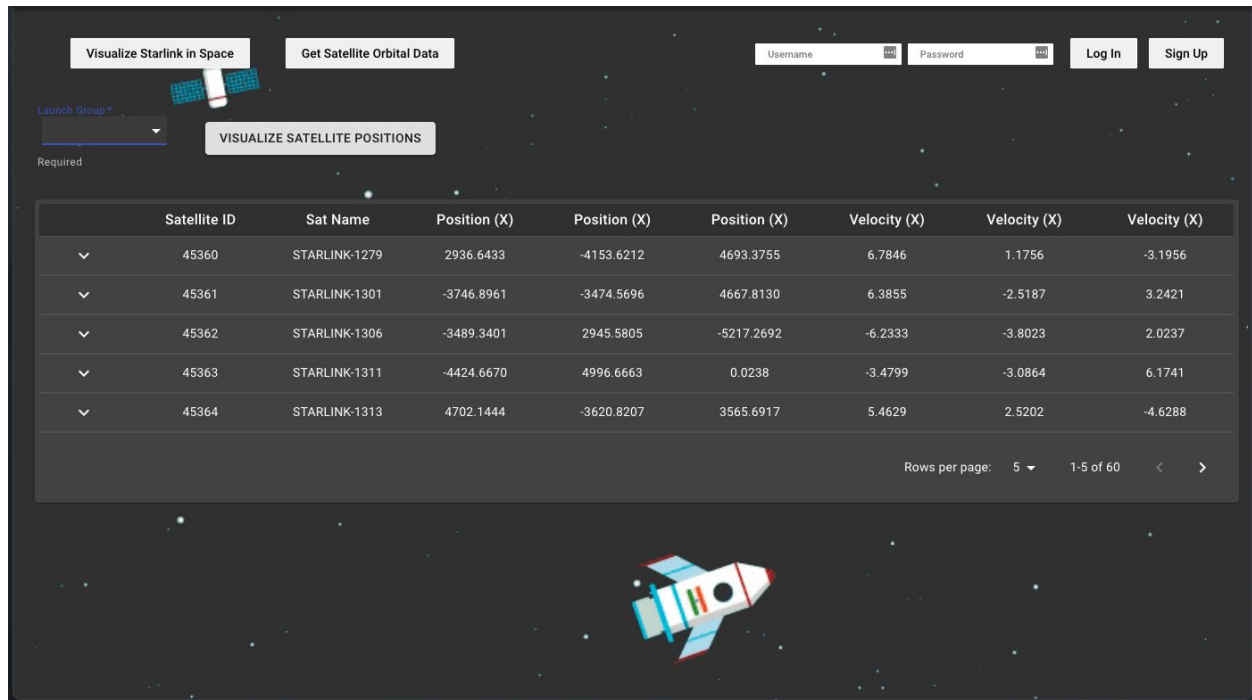 Visualize Starlink in Space Get Satellite Orbital Data Username Password Log In Sign Up
Launch Group *
VISUALIZE SATELLITE POSITIONS
Required
Satellite ID Sat Name Position (X) Position (X) Position (X) Velocity (X) Velocity (X) Velocity (X)
45360 STARLINK-1279 2936.6433 -4153.6212 4693.3755 6.7846 1.1756 -3.1956
45361 STARLINK-1301 -3746.8961 -3474.5696 4667.8130 6.3855 -2.5187 3.2421
45362 STARLINK-1306 -3489.3401 2945.5805 -5217.2692 -6.2333 -3.8023 2.0237
45363 STARLINK-1311 -4424.6670 4996.6663 0.0238 -3.4799 -3.0864 6.1741
45364 STARLINK-1313 4702.1444 -3620.8207 3565.6917 5.4629 2.5202 -4.6288
Rows per page: 5 1-5 of 60